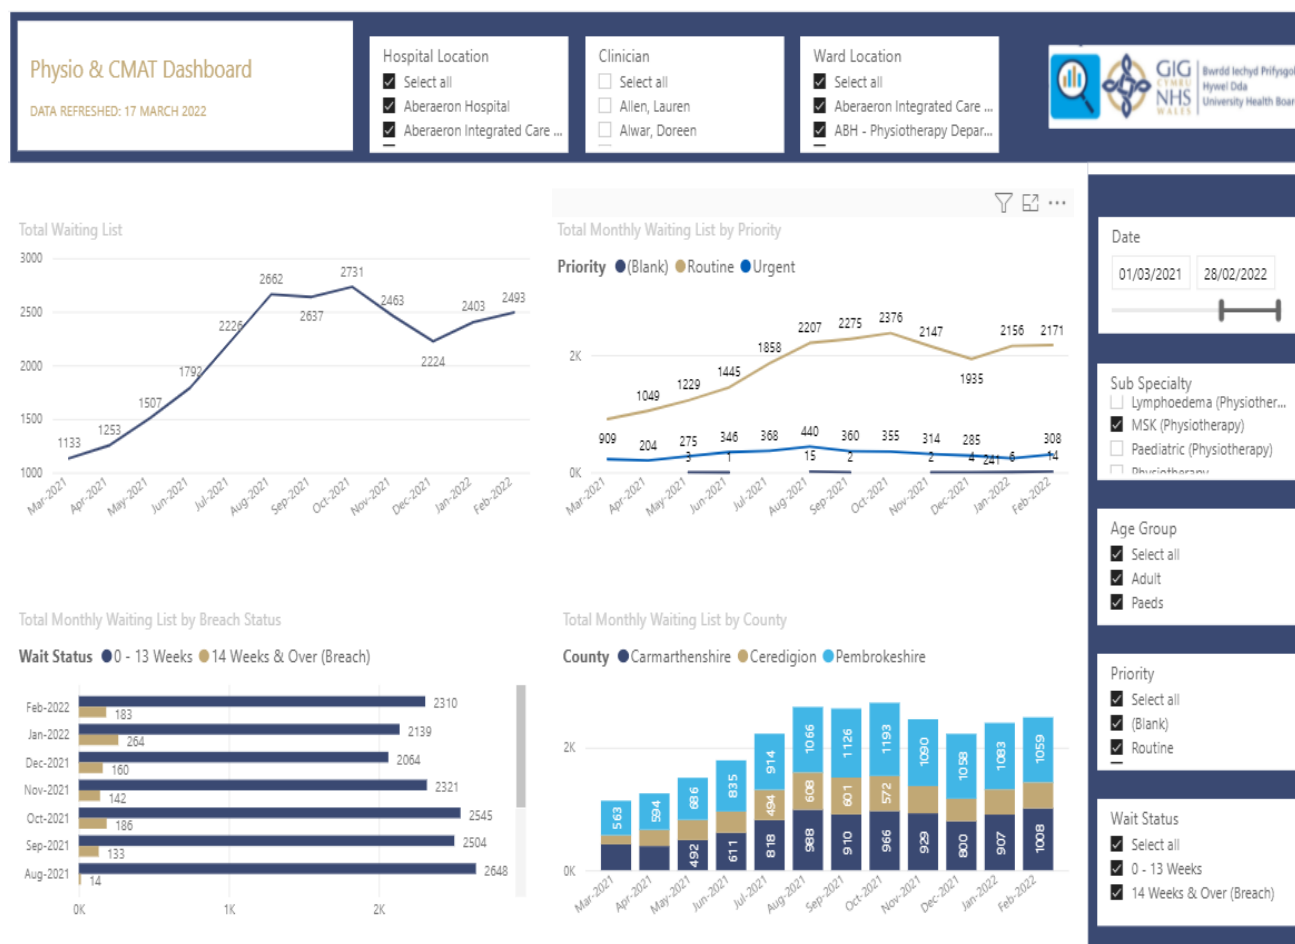 Physio & CMAT Dashboard
DATA REFRESHED: 17 MARCH 2022
Hospital Location
Select all
Aberaeron Hospital
Aberaeron Integrated Care ...
Clinician
Select all
Allen, Lauren
Alwar, Doreen
Ward Location
Select all
Aberaeron Integrated Care ...
ABH - Physiotherapy Depar...
GIG
CYMRU
NHS
WALES
Bwrdd Iechyd Prifysgol
Hywel Dda
University Health Boar
Total Waiting List
3000
2500
2000
1500
1000
1133
1253
1507
1792
2226
2662
2637
2731
2463
2224
2403
2493
Mar-2021
Apr-2021
May-2021
Jun-2021
Jul-2021
Aug-2021
Sep-2021
Oct-2021
Nov-2021
Dec-2021
Jan-2022
Feb-2022
Total Monthly Waiting List by Priority
Priority (Blank) Routine Urgent
2K
0K
909
1049
1229
1445
1858
2207
2275
2376
2147
1935
2156
2171
204
275
346
368
440
360
355
314
285
241
308
3
1
15
2
2
4
6
14
Mar-2021
Apr-2021
May-2021
Jun-2021
Jul-2021
Aug-2021
Sep-2021
Oct-2021
Nov-2021
Dec-2021
Jan-2022
Feb-2022
Date
01/03/2021 28/02/2022
Sub Specialty
Lymphoedema (Physiother...
MSK (Physiotherapy)
Paediatric (Physiotherapy)
Physiotherapy
Age Group
Select all
Adult
Paeds
Priority
Select all
(Blank)
Routine
Wait Status
Select all
0 - 13 Weeks
14 Weeks & Over (Breach)
Total Monthly Waiting List by Breach Status
Wait Status 0 - 13 Weeks 14 Weeks & Over (Breach)
Feb-2022 2310
183
Jan-2022 2139
264
Dec-2021 2064
160
Nov-2021 2321
142
Oct-2021 2545
186
Sep-2021 2504
133
Aug-2021 2648
14
0K 1K 2K
Total Monthly Waiting List by County
County Carmarthenshire Ceredigion Pembrokeshire
2K
0K
563
594
686
835
914
1066
1126
1193
1090
1058
1083
1059
494
608
601
572
492
611
818
988
910
966
929
800
907
1008
Mar-2021
Apr-2021
May-2021
Jun-2021
Jul-2021
Aug-2021
Sep-2021
Oct-2021
Nov-2021
Dec-2021
Jan-2022
Feb-2022